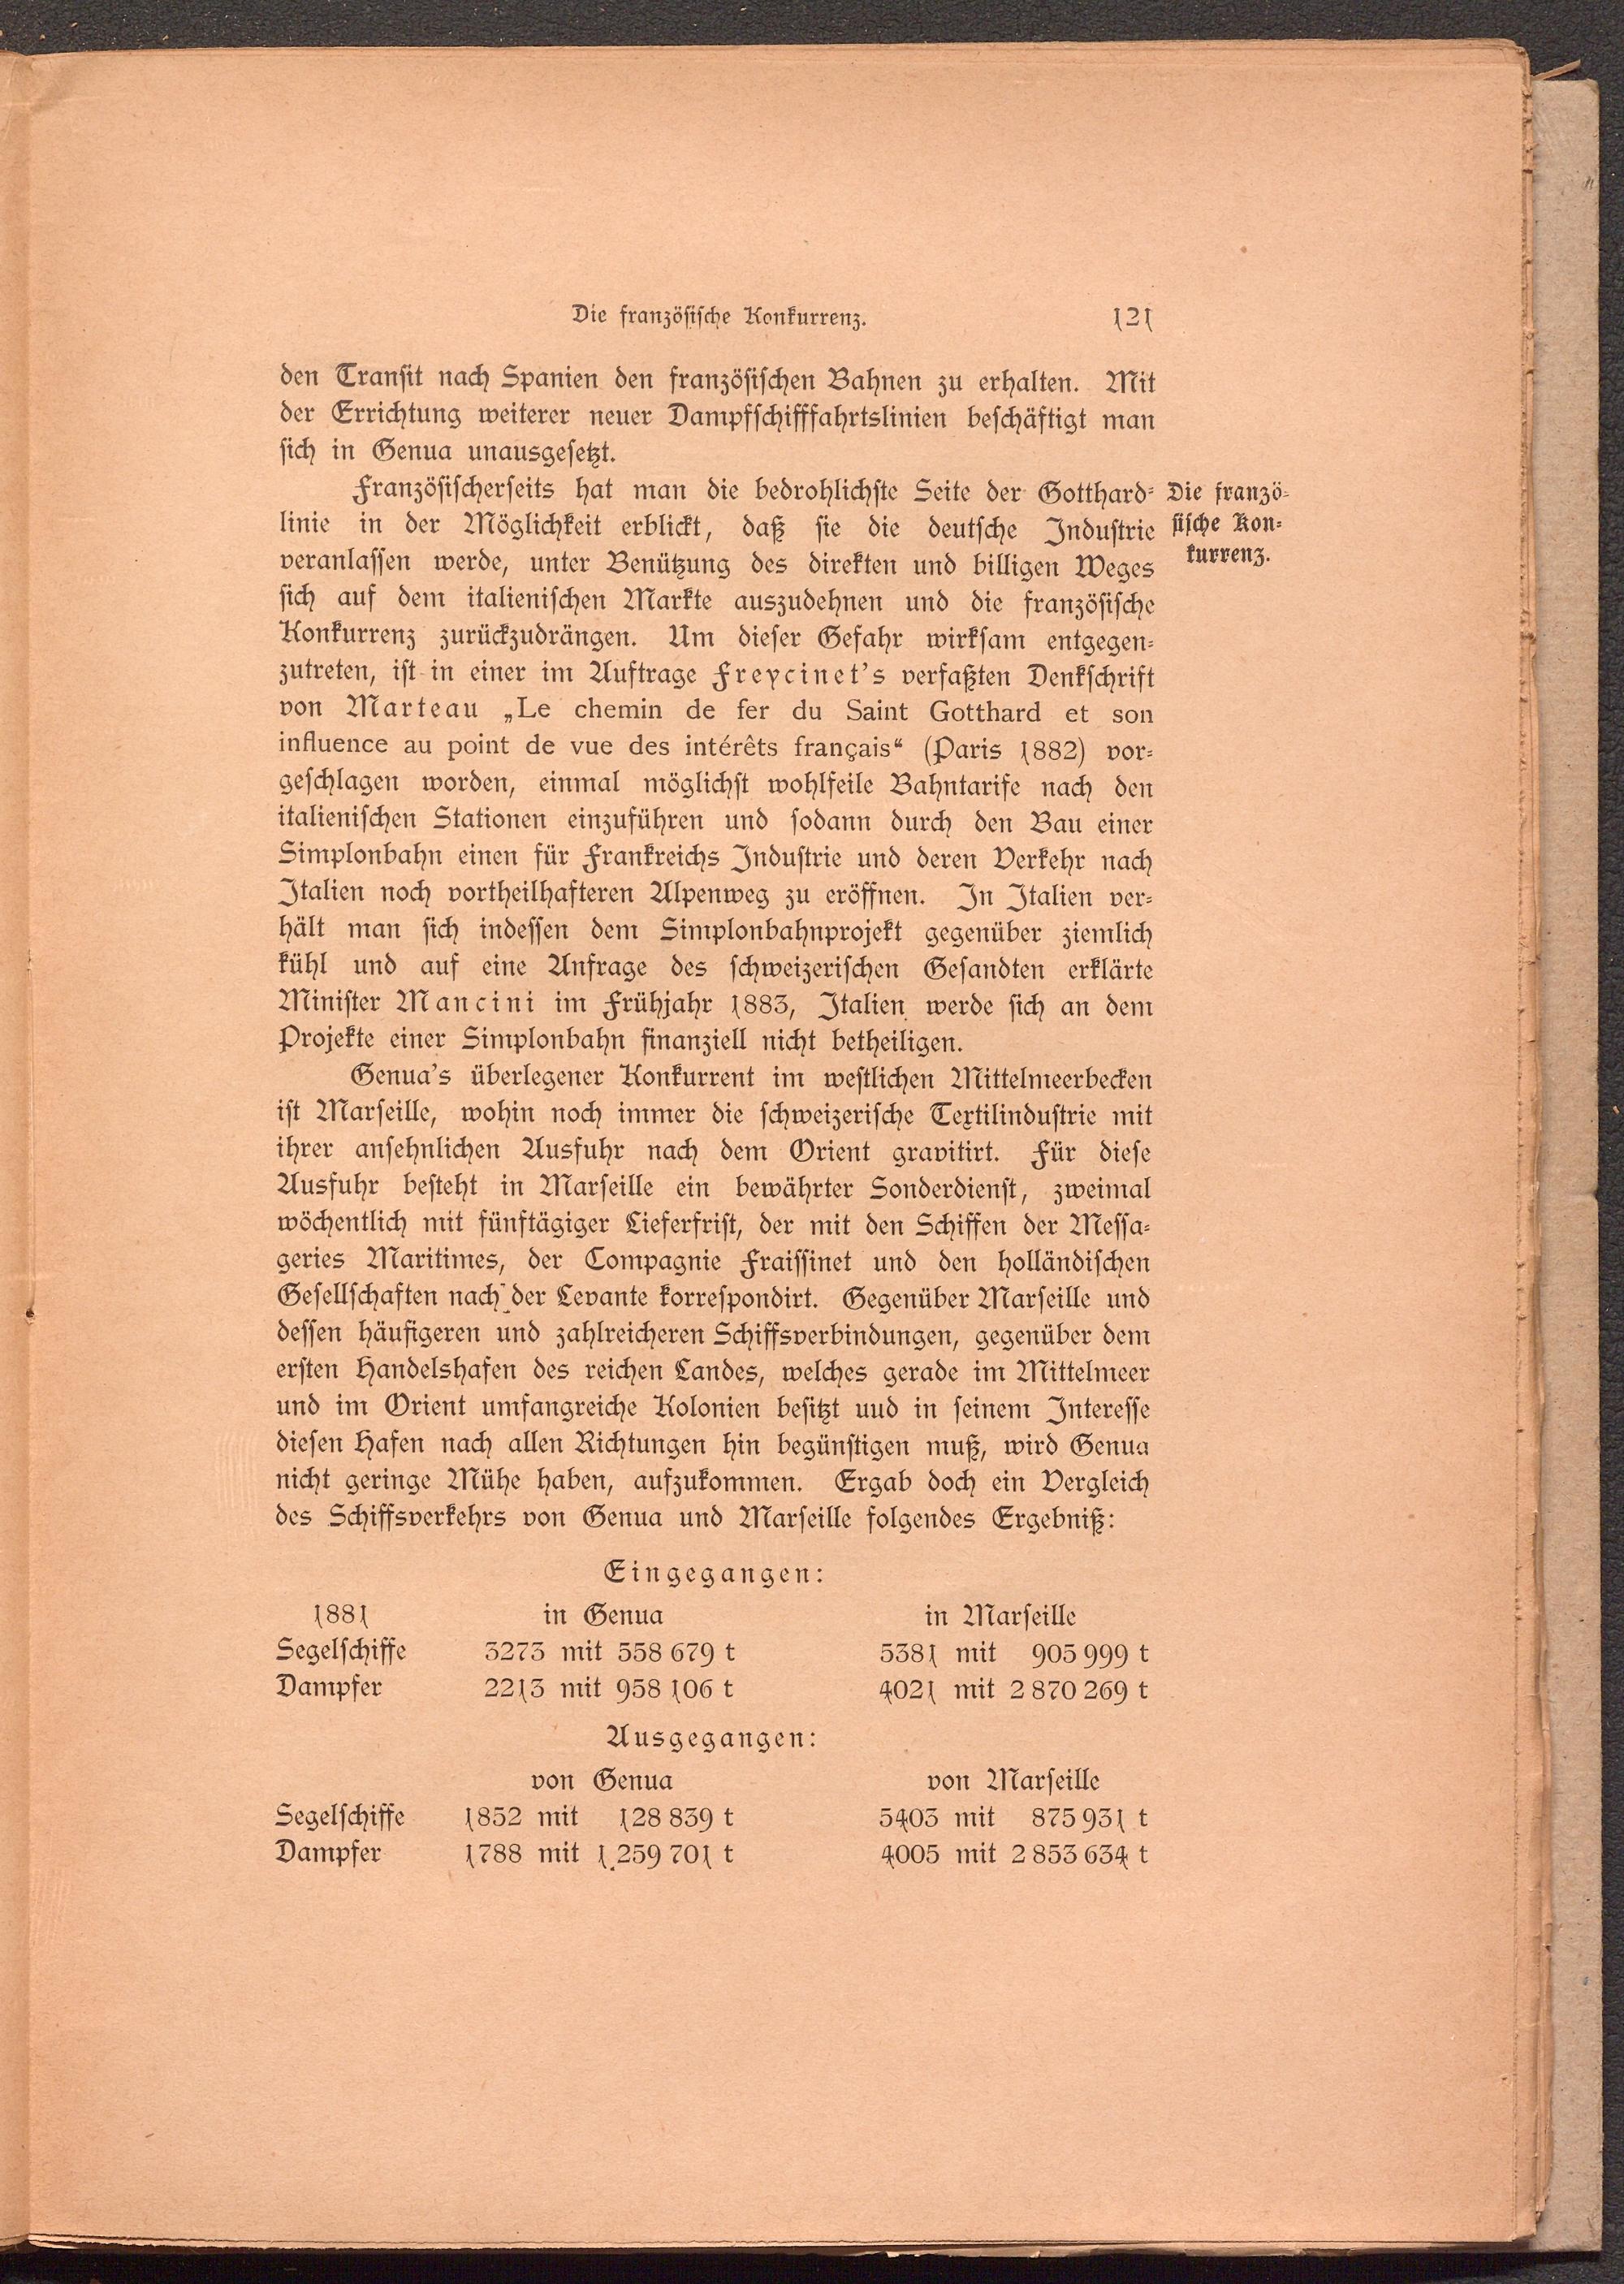 Die französische Konkurrenz. 121
den Transit nach Spanien den französischen Bahnen zu erhalten. Mit
der Errichtung weiterer neuer Dampfschifffahrtslinien beschäftigt man
sich in Genua unausgesetzt.
Französischerseits hat man die bedrohlichste Seite der Gotthard-
linie in der Möglichkeit erblickt, daß sie die deutsche Industrie
veranlassen werde, unter Benützung des direkten und billigen Weges
sich auf dem italienischen Markte auszudehnen und die französische
Konkurrenz zurückzudrängen. Um dieser Gefahr wirksam entgegen-
zutreten, ist in einer im Auftrage Freycinet's verfaßten Denkschrift
von Marteau „Le chemin de fer du Saint Gotthard et son
influence au point de vue des intérêts français“ (Paris 1882) vor-
geschlagen worden, einmal möglichst wohlfeile Bahntarife nach den
italienischen Stationen einzuführen und sodann durch den Bau einer
Simplonbahn einen für Frankreichs Industrie und deren Verkehr nach
Italien noch vortheilhafteren Alpenweg zu eröffnen. In Italien ver-
hält man sich indessen dem Simplonbahnprojekt gegenüber ziemlich
kühl und auf eine Anfrage des schweizerischen Gesandten erklärte
Minister Mancini im Frühjahr 1883, Italien werde sich an dem
Projekte einer Simplonbahn finanziell nicht betheiligen.
Die franzö-
sische Kon-
kurrenz.
Genua's überlegener Konkurrent im westlichen Mittelmeerbecken
ist Marseille, wohin noch immer die schweizerische Textilindustrie mit
ihrer ansehnlichen Ausfuhr nach dem Orient gravitirt. Für diese
Ausfuhr besteht in Marseille ein bewährter Sonderdienst, zweimal
wöchentlich mit fünftägiger Lieferfrist, der mit den Schiffen der Messa-
geries Maritimes, der Compagnie Fraissinet und den holländischen
Gesellschaften nach der Levante korrespondirt. Gegenüber Marseille und
dessen häufigeren und zahlreicheren Schiffsverbindungen, gegenüber dem
ersten Handelshafen des reichen Landes, welches gerade im Mittelmeer
und im Orient umfangreiche Kolonien besitzt uud in seinem Interesse
diesen Hafen nach allen Richtungen hin begünstigen muß, wird Genua
nicht geringe Mühe haben, aufzukommen. Ergab doch ein Vergleich
des Schiffsverkehrs von Genua und Marseille folgendes Ergebniß:
Eingegangen:
1881 in Genua in Marseille
Segelschiffe 3273 mit 558 679 t 5381 mit 905 999 t
Dampfer 2213 mit 958 106 t 4021 mit 2 870 269 t
Ausgegangen:
von Genua von Marseille
Segelschiffe 1852 mit 128 839 t 5403 mit 875 931 t
Dampfer 1788 mit 1 259 701 t 4005 mit 2 853 634 t